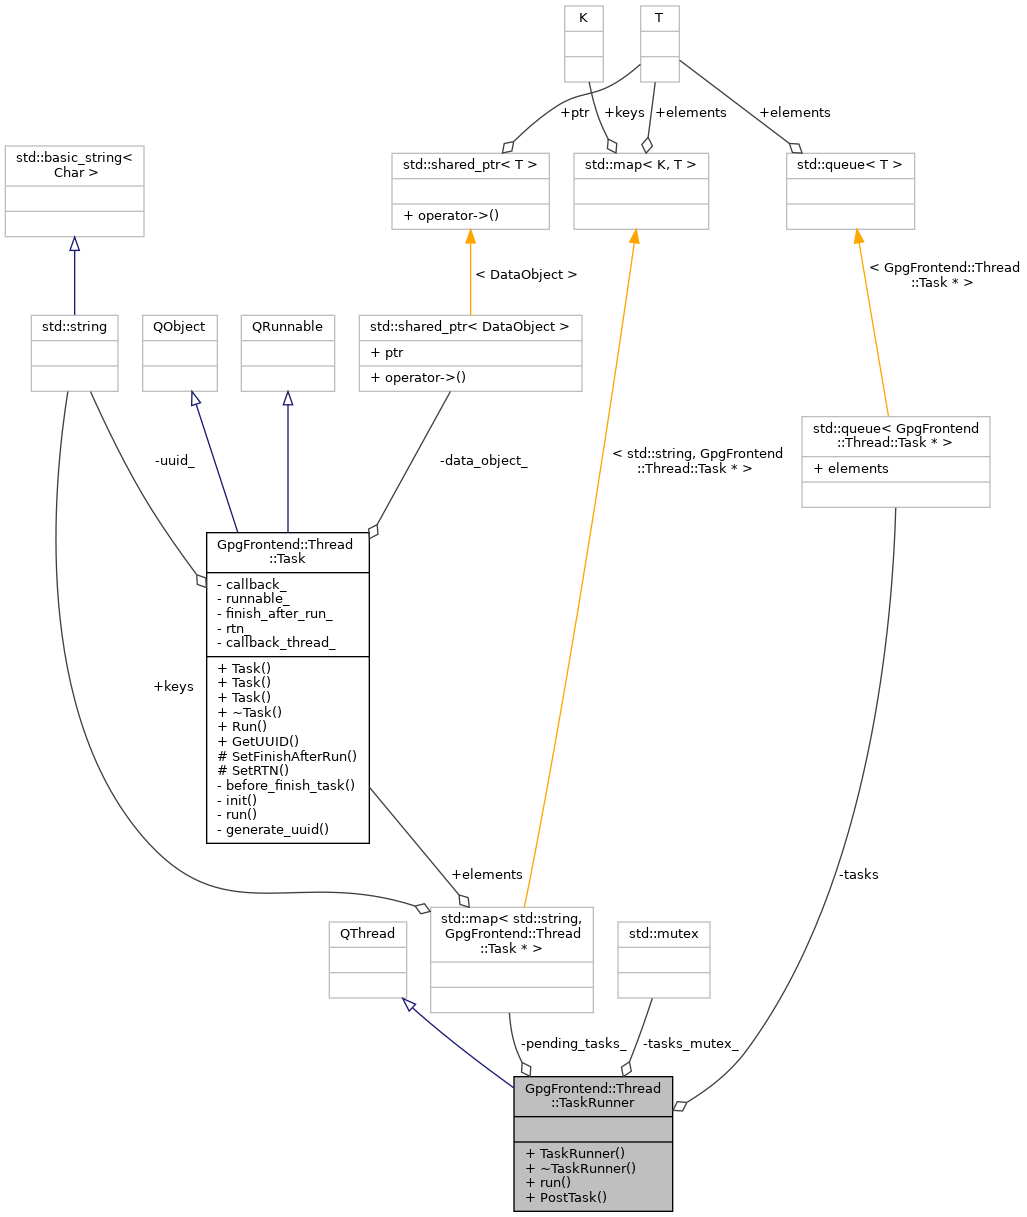 K
T
+ptr
+keys
+elements
+elements
std::basic_string<
Char >
std::shared_ptr< T >
+ operator->()
std::map< K, T >
std::queue< T >
< DataObject >
< GpgFrontend::Thread
::Task * >
std::string
QObject
QRunnable
std::shared_ptr< DataObject >
+ ptr
+ operator->()
-uuid_
-data_object_
< std::string, GpgFrontend
::Thread::Task * >
std::queue< GpgFrontend
::Thread::Task * >
+ elements
GpgFrontend::Thread
::Task
- callback_
- runnable_
- finish_after_run_
- rtn_
- callback_thread_
+ Task()
+ Task()
+ Task()
+ ~Task()
+ Run()
+ GetUUID()
# SetFinishAfterRun()
# SetRTN()
- before_finish_task()
- init()
- run()
- generate_uuid()
+keys
+elements
-tasks
std::map< std::string,
GpgFrontend::Thread
::Task * >
QThread
std::mutex
-pending_tasks_
-tasks_mutex_
GpgFrontend::Thread
::TaskRunner
+ TaskRunner()
+ ~TaskRunner()
+ run()
+ PostTask()